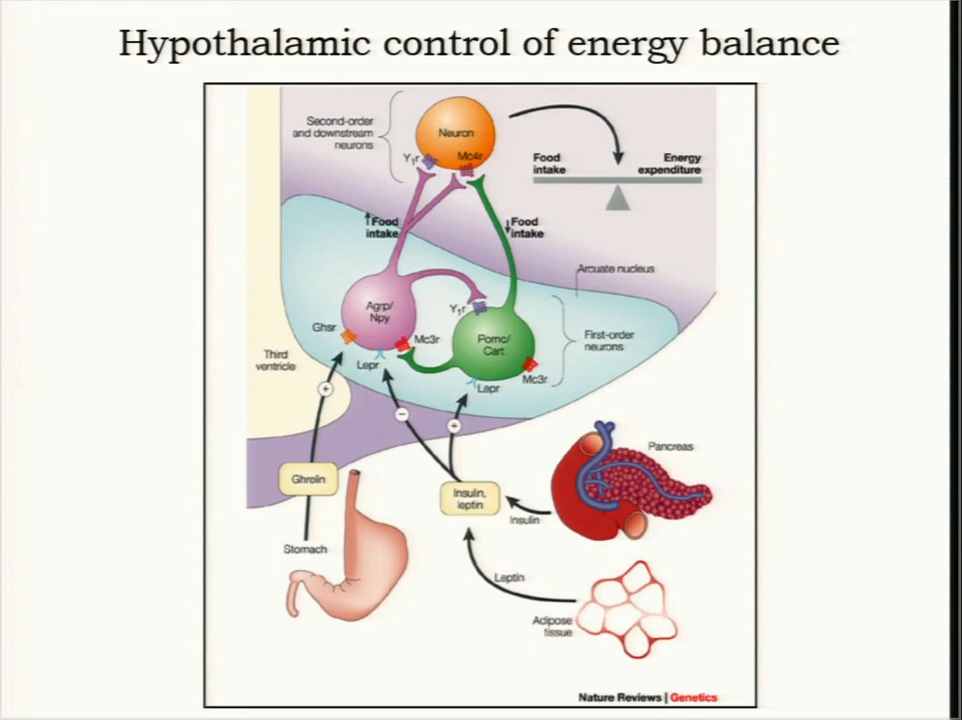 Hypothalamic control of energy balance
Second-order
and downstream
neurons
Neuron
Y₁r
Mc4r
Food
intake
Energy
expenditure
↑Food
intake
↓Food
intake
Arcuate nucleus
Agrp/
Npy
Y₁r
Ghsr
Mc3r
Pomc/
Cart
First-order
neurons
Third
ventricle
Lepr
Lepr
Mc3r
+
−
+
Pancreas
Ghrelin
Insulin,
leptin
Insulin
Stomach
Leptin
Adipose
tissue
Nature Reviews | Genetics